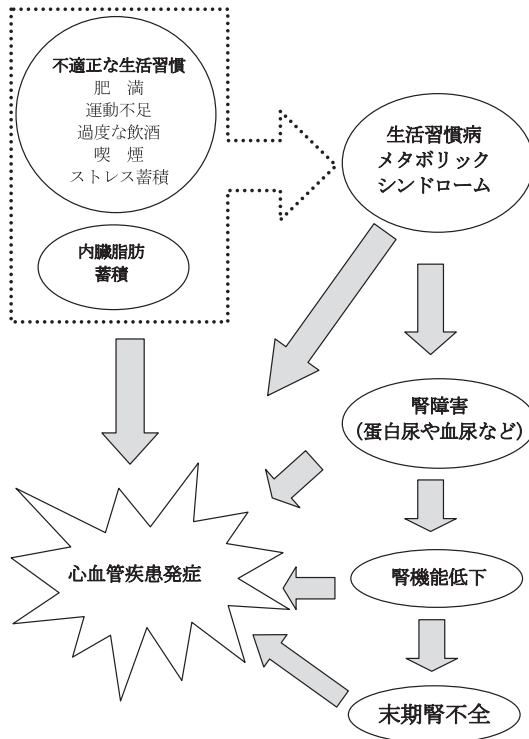 不適正な生活習慣
肥　満
運動不足
過度な飲酒
喫　煙
ストレス蓄積
内臓脂肪
蓄積
生活習慣病
メタボリック
シンドローム
腎障害
（蛋白尿や血尿など）
心血管疾患発症
腎機能低下
末期腎不全